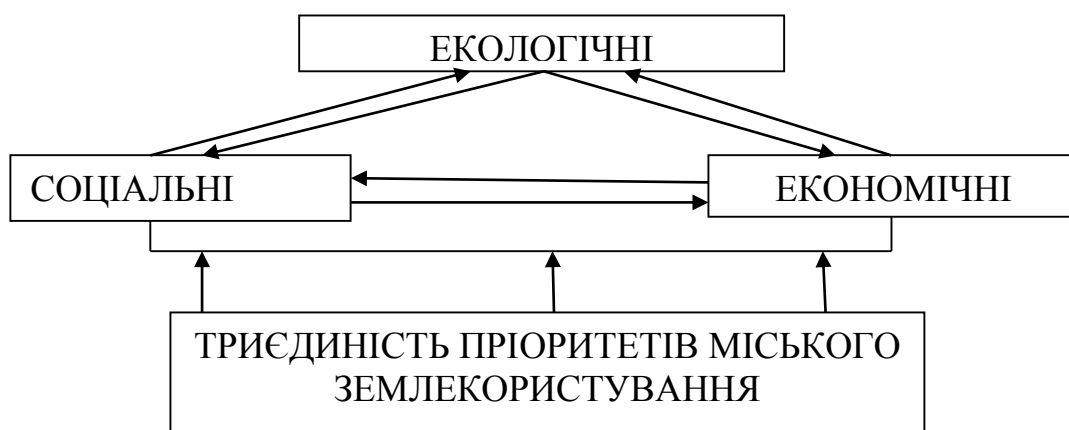 ЕКОЛОГІЧНІ
СОЦІАЛЬНІ
ЕКОНОМІЧНІ
ТРИЄДИНІСТЬ ПРІОРИТЕТІВ МІСЬКОГО
ЗЕМЛЕКОРИСТУВАННЯ